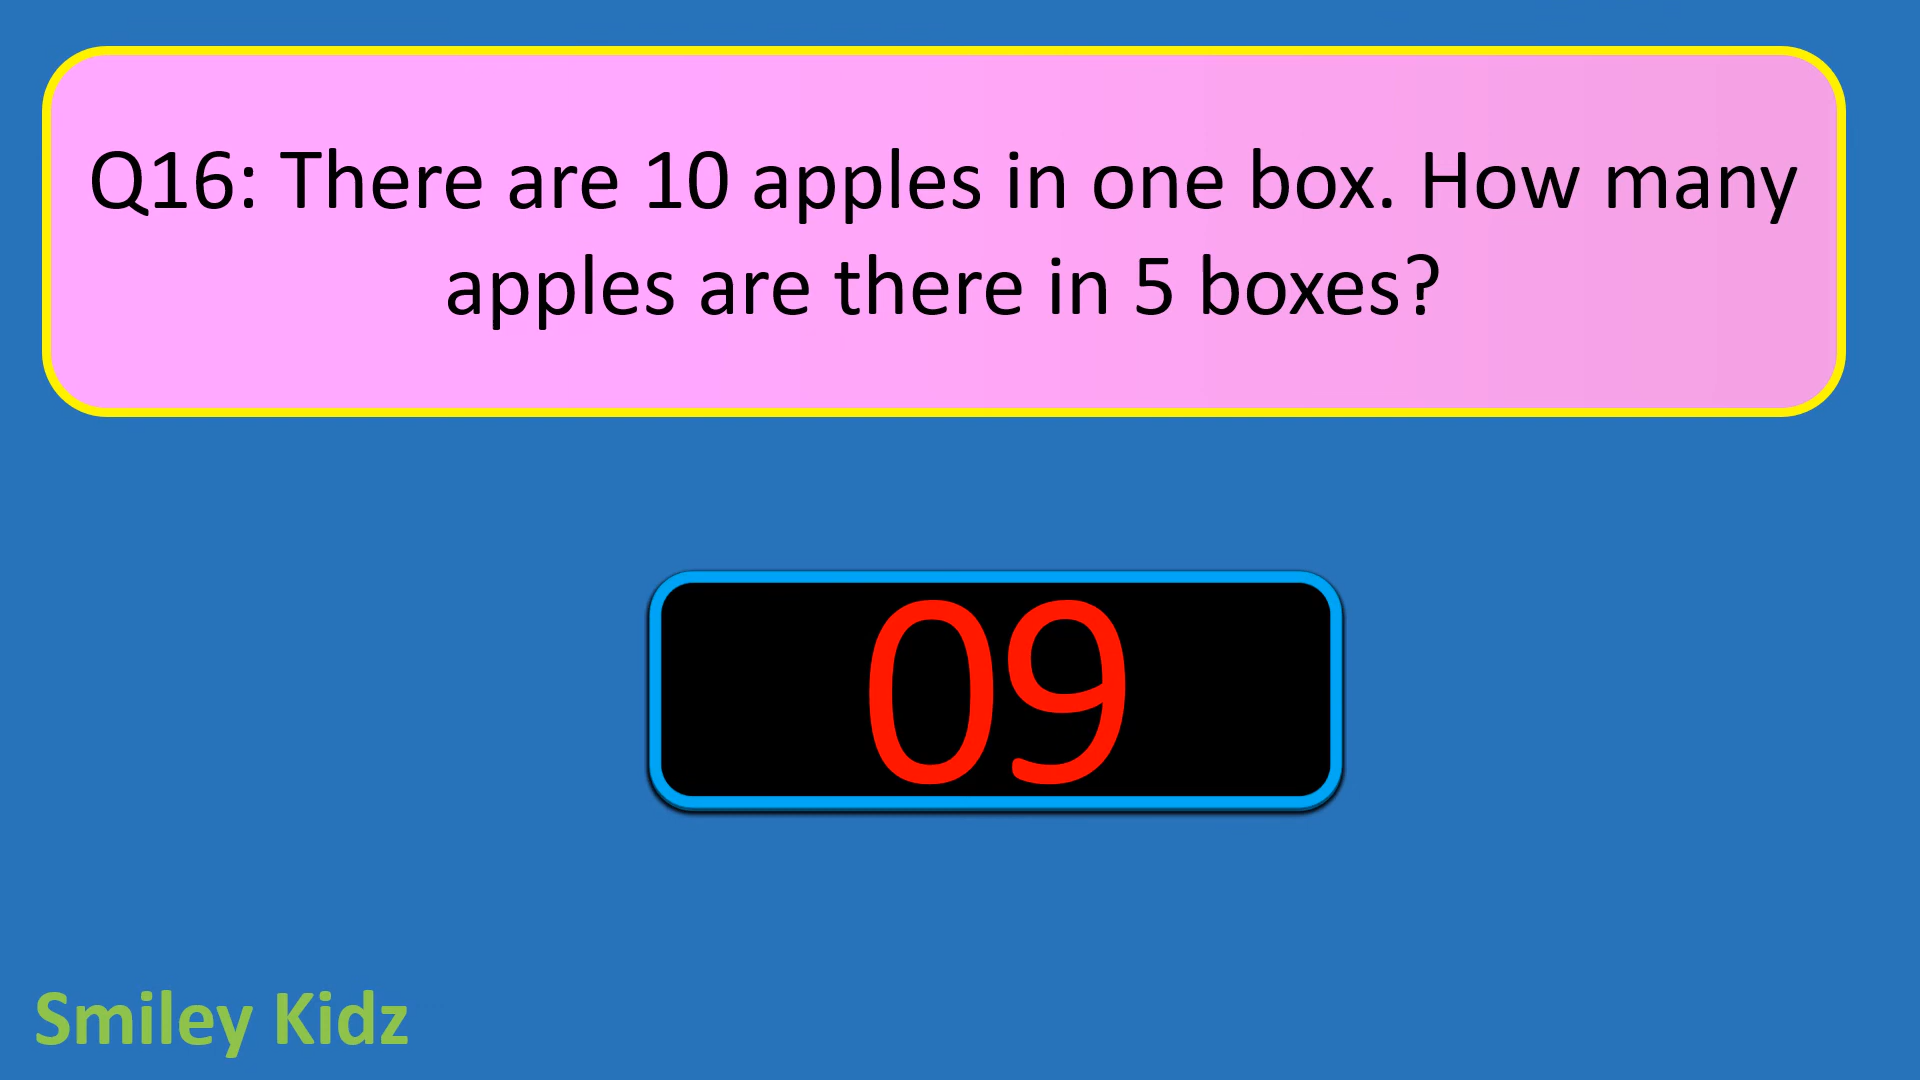 Q16: There are 10 apples in one box. How many
apples are there in 5 boxes?
09
Smiley Kidz